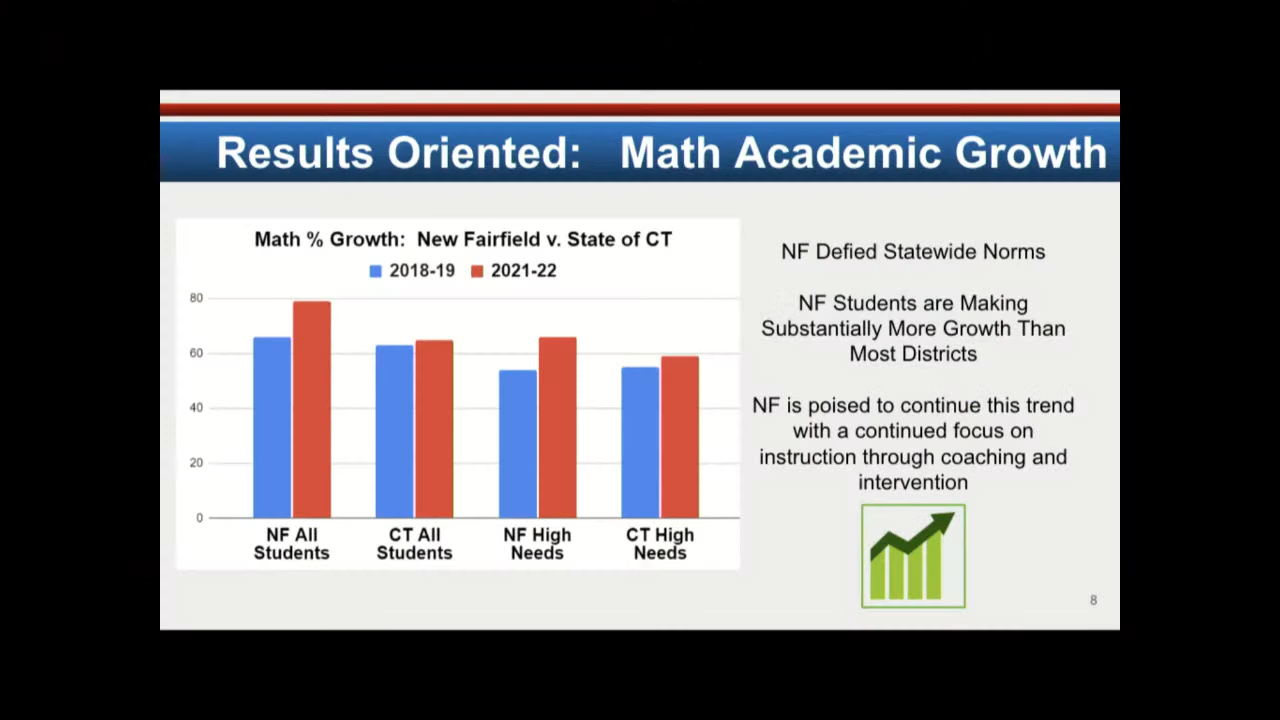 Results Oriented: Math Academic Growth
Math % Growth: New Fairfield v. State of CT
2018-19 2021-22
80
60
40
20
0
NF All
Students
CT All
Students
NF High
Needs
CT High
Needs
NF Defied Statewide Norms
NF Students are Making
Substantially More Growth Than
Most Districts
NF is poised to continue this trend
with a continued focus on
instruction through coaching and
intervention
8